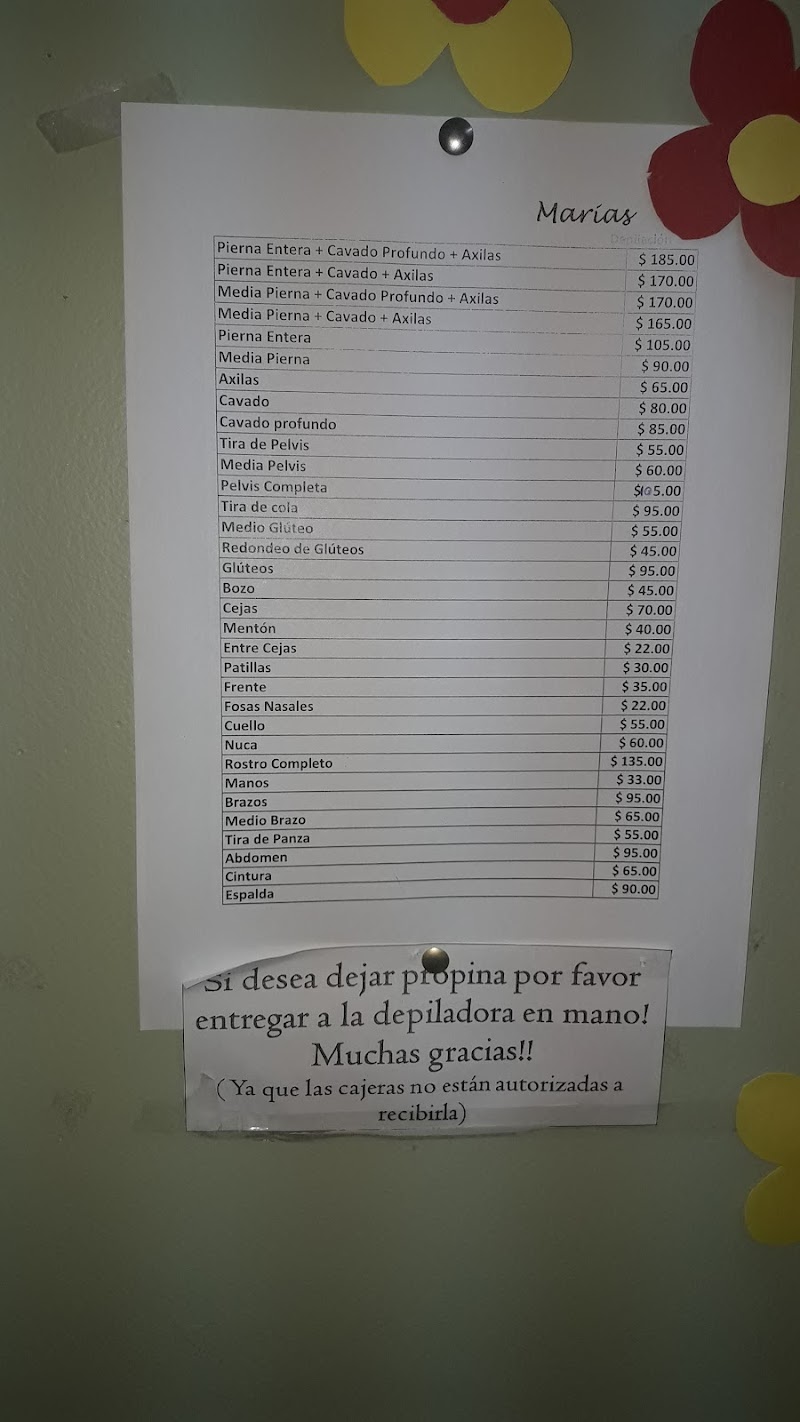 Marías
Depilación
Pierna Entera + Cavado Profundo + Axilas $ 185.00
Pierna Entera + Cavado + Axilas $ 170.00
Media Pierna + Cavado Profundo + Axilas $ 170.00
Media Pierna + Cavado + Axilas $ 165.00
Pierna Entera $ 105.00
Media Pierna $ 90.00
Axilas $ 65.00
Cavado $ 80.00
Cavado profundo $ 85.00
Tira de Pelvis $ 55.00
Media Pelvis $ 60.00
Pelvis Completa $105.00
Tira de cola $ 95.00
Medio Glúteo $ 55.00
Redondeo de Glúteos $ 45.00
Glúteos $ 95.00
Bozo $ 45.00
Cejas $ 70.00
Mentón $ 40.00
Entre Cejas $ 22.00
Patillas $ 30.00
Frente $ 35.00
Fosas Nasales $ 22.00
Cuello $ 55.00
Nuca $ 60.00
Rostro Completo $ 135.00
Manos $ 33.00
Brazos $ 95.00
Medio Brazo $ 65.00
Tira de Panza $ 55.00
Abdomen $ 95.00
Cintura $ 65.00
Espalda $ 90.00
Si desea dejar propina por favor
entregar a la depiladora en mano!
Muchas gracias!!
( Ya que las cajeras no están autorizadas a
recibirla)